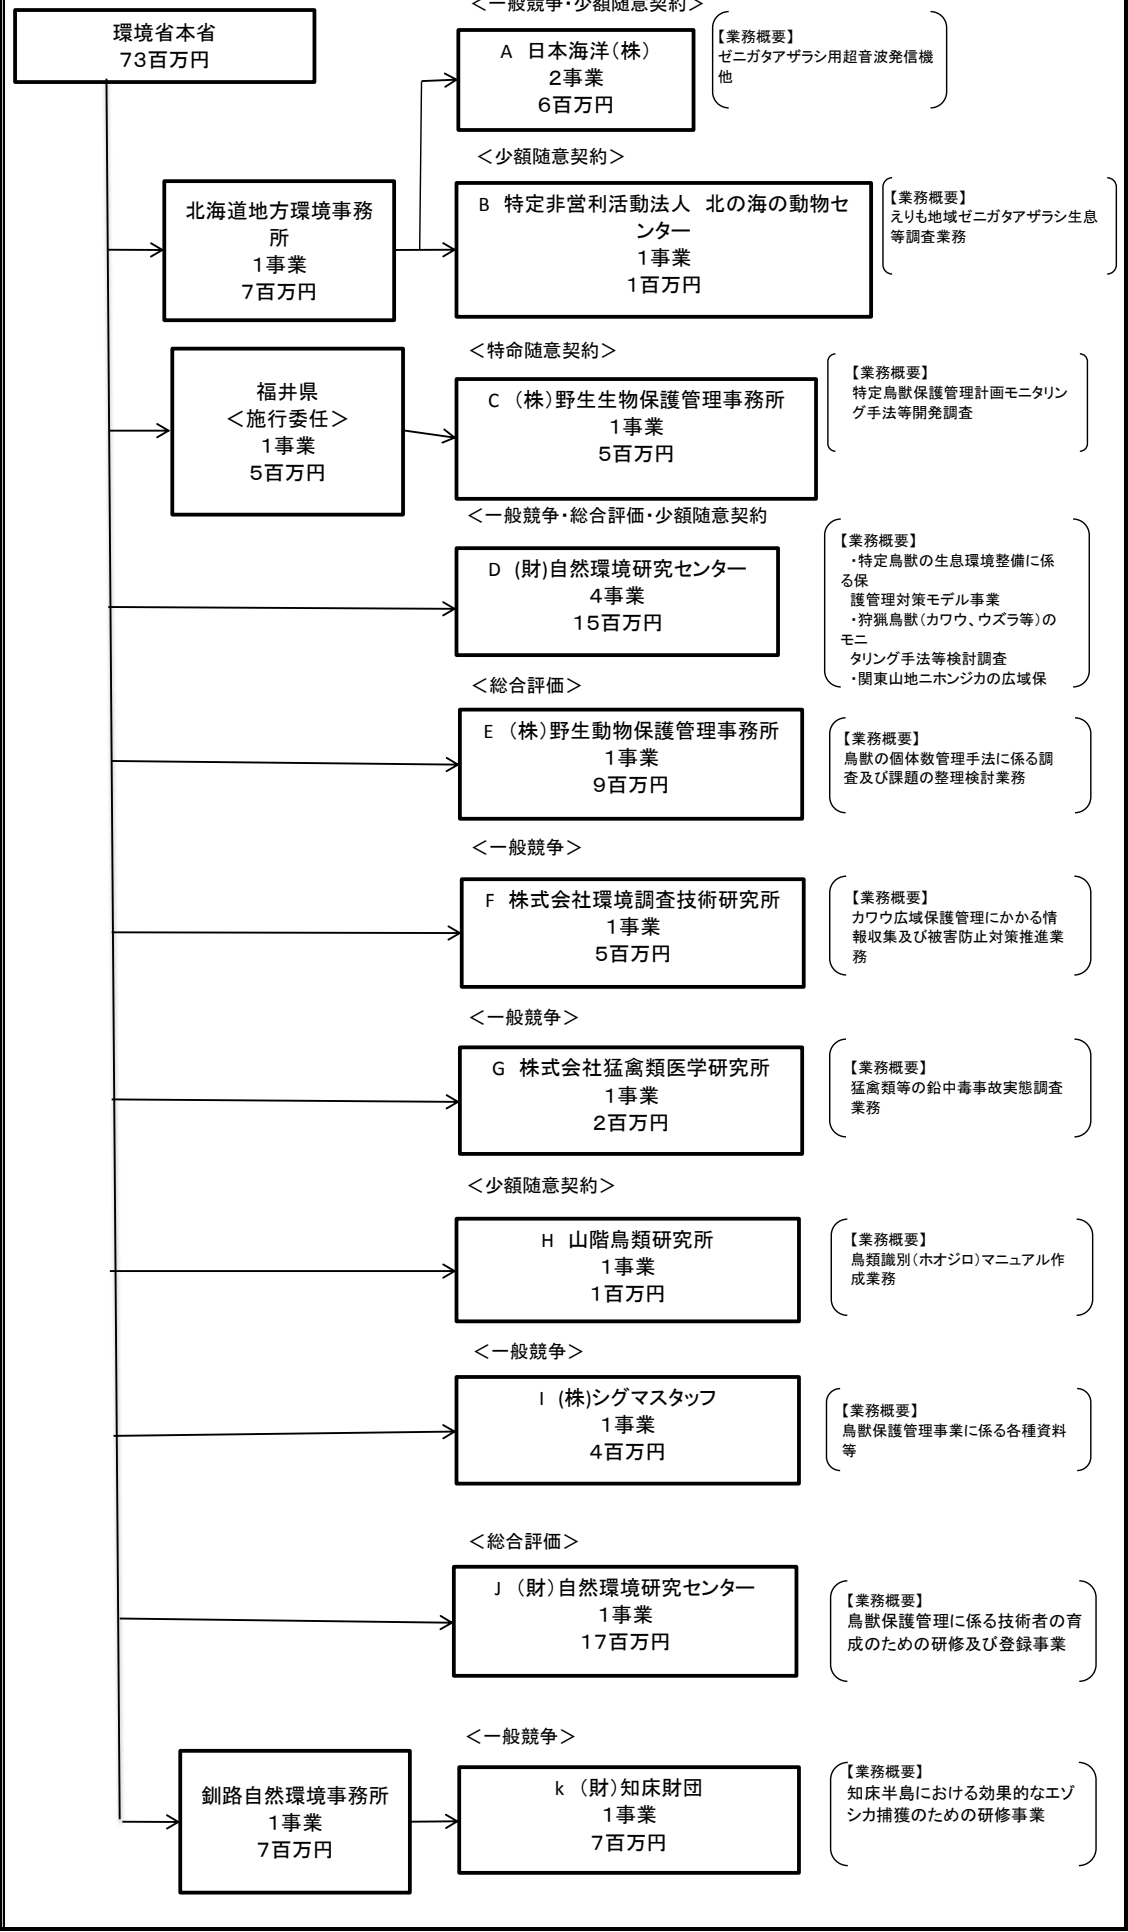 環境省本省
73百万円
＜一般競争・少額随意契約＞
A　日本海洋（株）
2事業
6百万円
【業務概要】
ゼニガタアザラシ用超音波発信機
他
＜少額随意契約＞
北海道地方環境事務
所
1事業
7百万円
B　特定非営利活動法人　北の海の動物セ
ンター
1事業
1百万円
【業務概要】
えりも地域ゼニガタアザラシ生息
等調査業務
＜特命随意契約＞
福井県
＜施行委任＞
1事業
5百万円
C　（株）野生生物保護管理事務所
1事業
5百万円
【業務概要】
特定鳥獣保護管理計画モニタリン
グ手法等開発調査
＜一般競争・総合評価・少額随意契約
D　(財)自然環境研究センター
4事業
15百万円
【業務概要】
・特定鳥獣の生息環境整備に係
る保
護管理対策モデル事業
・狩猟鳥獣（カワウ、ウズラ等）の
モニ
タリング手法等検討調査
・関東山地ニホンジカの広域保
＜総合評価＞
E　（株）野生動物保護管理事務所
1事業
9百万円
【業務概要】
鳥獣の個体数管理手法に係る調
査及び課題の整理検討業務
＜一般競争＞
F　株式会社環境調査技術研究所
1事業
5百万円
【業務概要】
カワウ広域保護管理にかかる情
報収集及び被害防止対策推進業
務
＜一般競争＞
G　株式会社猛禽類医学研究所
1事業
2百万円
【業務概要】
猛禽類等の鉛中毒事故実態調査
業務
＜少額随意契約＞
H　山階鳥類研究所
1事業
1百万円
【業務概要】
鳥類識別（ホオジロ）マニュアル作
成業務
＜一般競争＞
I　(株)シグマスタッフ
1事業
4百万円
【業務概要】
鳥獣保護管理事業に係る各種資料
等
＜総合評価＞
J　（財）自然環境研究センター
1事業
17百万円
【業務概要】
鳥獣保護管理に係る技術者の育
成のための研修及び登録事業
＜一般競争＞
釧路自然環境事務所
1事業
7百万円
k　（財）知床財団
1事業
7百万円
【業務概要】
知床半島における効果的なエゾ
シカ捕獲のための研修事業